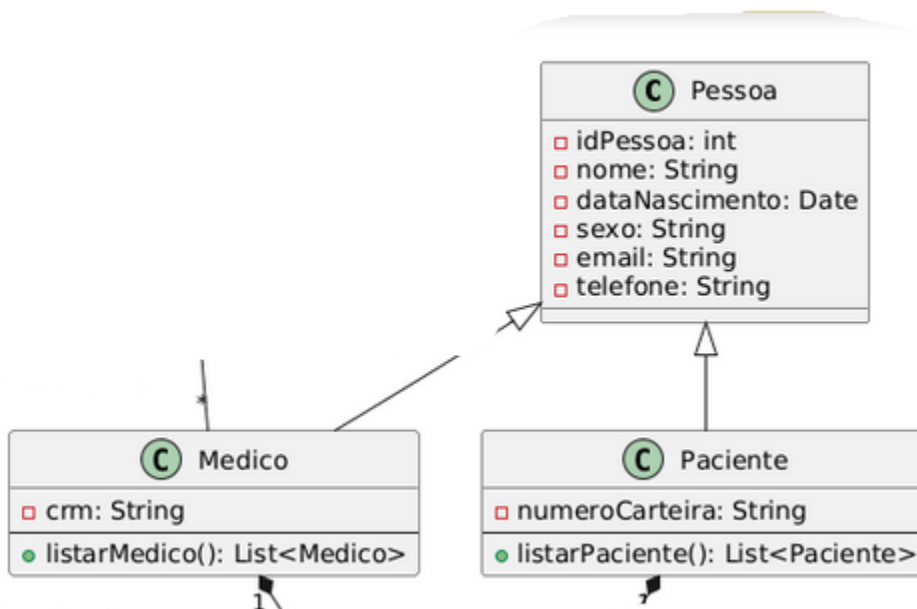 C Pessoa
idPessoa: int
nome: String
dataNascimento: Date
sexo: String
email: String
telefone: String
*
C Medico
crm: String
listarMedico(): List<Medico>
1
C Paciente
numeroCarteira: String
listarPaciente(): List<Paciente>